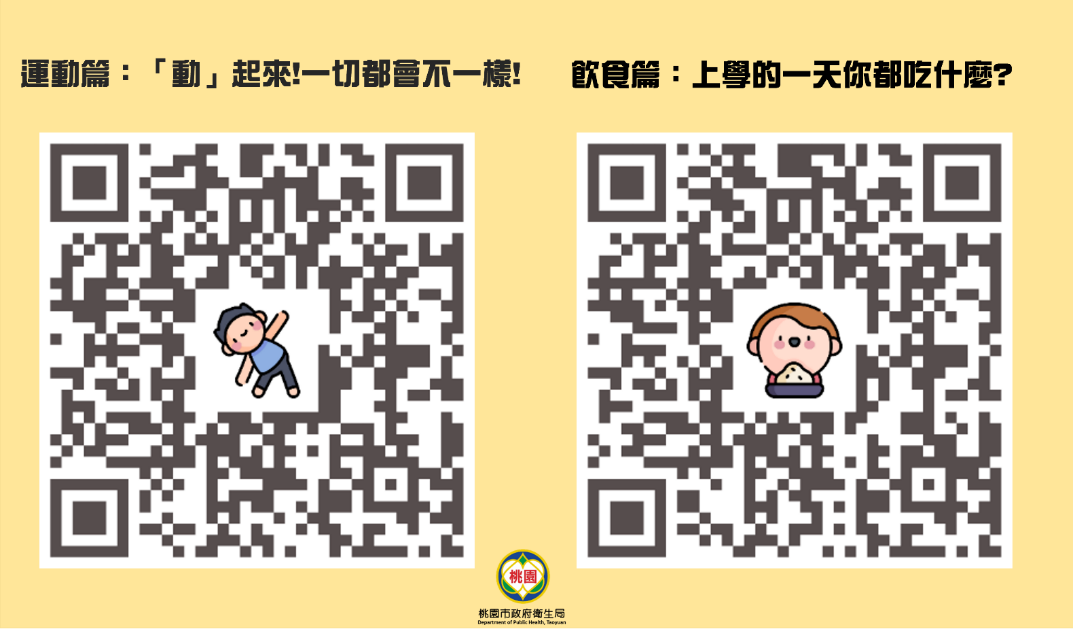 運動篇：「動」起來!一切都會不一樣!
飲食篇：上學的一天你都吃什麼?
桃園
桃園市政府衛生局
Department of Public Health, Taoyuan